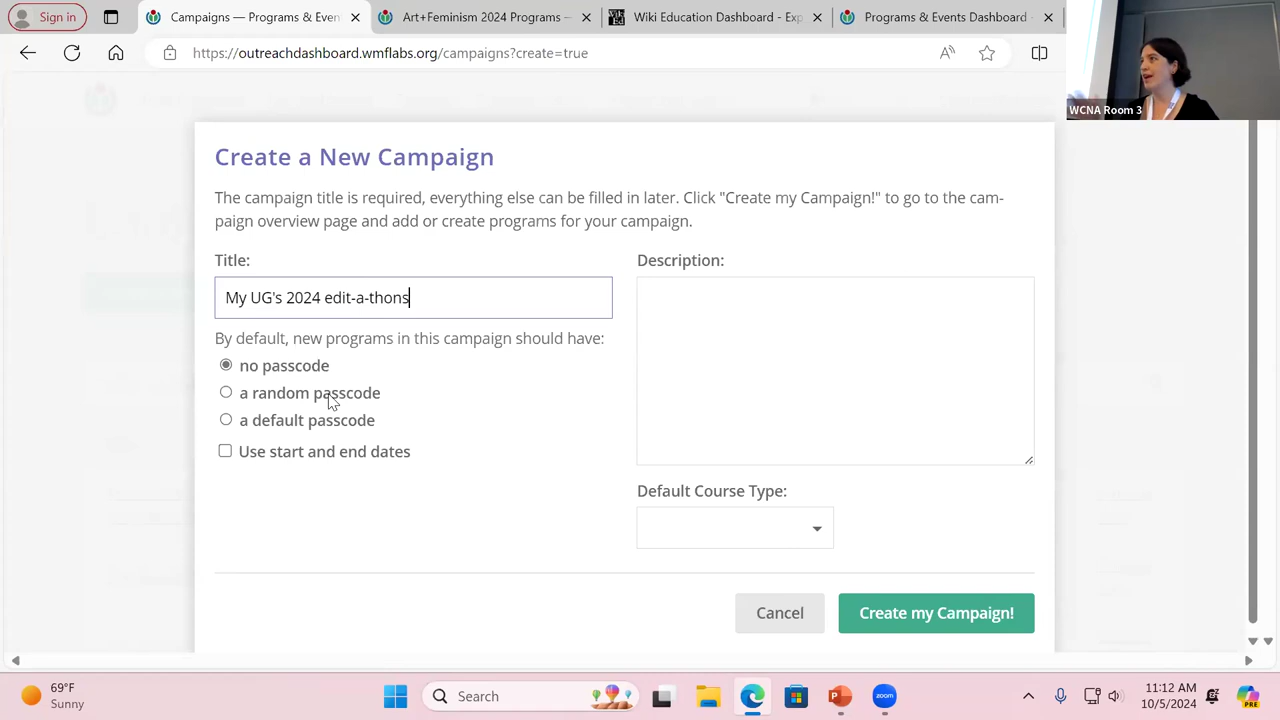 Sign in
Campaigns — Programs & Even
Art+Feminism 2024 Programs –
Wiki Education Dashboard - Exp
Programs & Events Dashboard -
https://outreachdashboard.wmflabs.org/campaigns?create=true
WCNA Room 3
Create a New Campaign
The campaign title is required, everything else can be filled in later. Click "Create my Campaign!" to go to the cam-
paign overview page and add or create programs for your campaign.
Title:
Description:
My UG's 2024 edit-a-thons
By default, new programs in this campaign should have:
no passcode
a random passcode
a default passcode
Use start and end dates
Default Course Type:
Cancel
Create my Campaign!
69°F
Sunny
Search
zoom
PRE
11:12 AM
10/5/2024